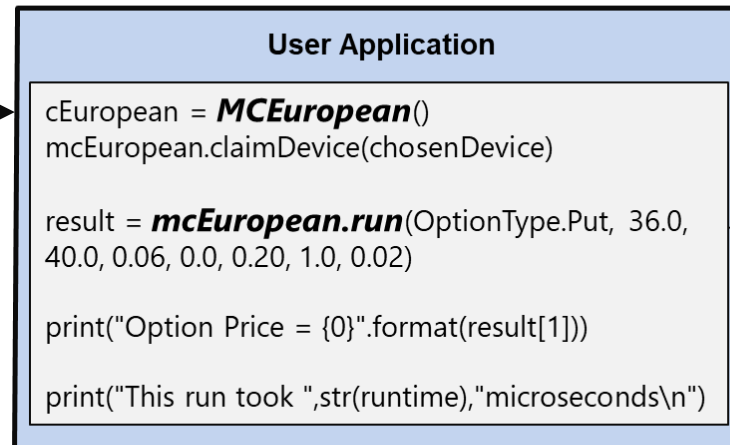 User Application
cEuropean = MCEuropean()
mcEuropean.claimDevice(chosenDevice)
result = mcEuropean.run(OptionType.Put, 36.0,
40.0, 0.06, 0.0, 0.20, 1.0, 0.02)
print("Option Price = {0}".format(result[1]))
print("This run took ",str(runtime),"microseconds\n")